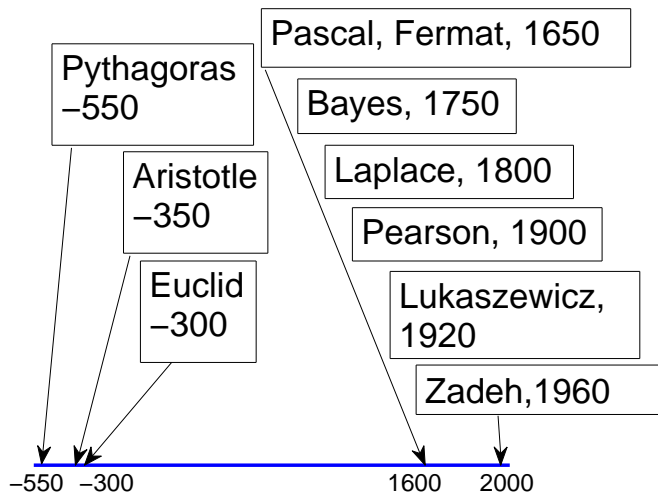 Pascal, Fermat, 1650
Pythagoras
−550
Bayes, 1750
Aristotle
−350
Laplace, 1800
Pearson, 1900
Euclid
−300
Lukaszewicz,
1920
Zadeh,1960
−550 −300 1600 2000